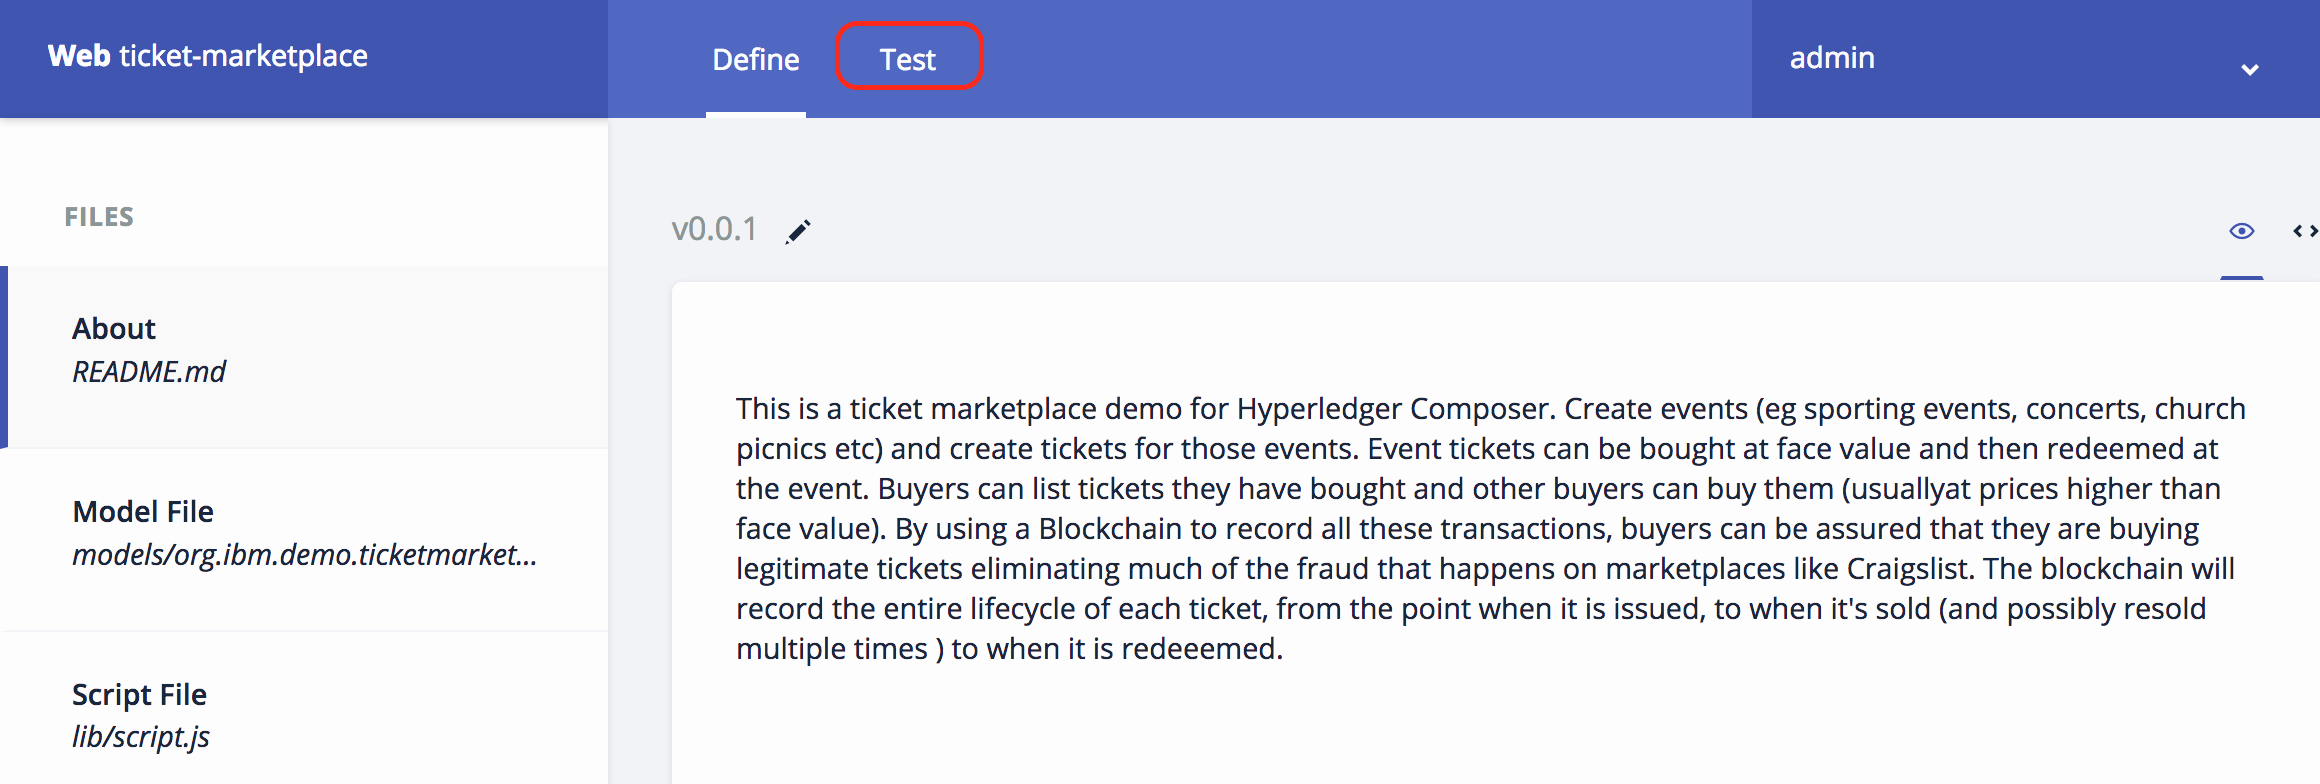 Web ticket-marketplace
Define
Test
admin
FILES
v0.0.1
About
README.md
Model File
models/org.ibm.demo.ticketmarket...
Script File
lib/script.js
This is a ticket marketplace demo for Hyperledger Composer. Create events (eg sporting events, concerts, church
picnics etc) and create tickets for those events. Event tickets can be bought at face value and then redeemed at
the event. Buyers can list tickets they have bought and other buyers can buy them (usuallyat prices higher than
face value). By using a Blockchain to record all these transactions, buyers can be assured that they are buying
legitimate tickets eliminating much of the fraud that happens on marketplaces like Craigslist. The blockchain will
record the entire lifecycle of each ticket, from the point when it is issued, to when it's sold (and possibly resold
multiple times ) to when it is redeeemed.